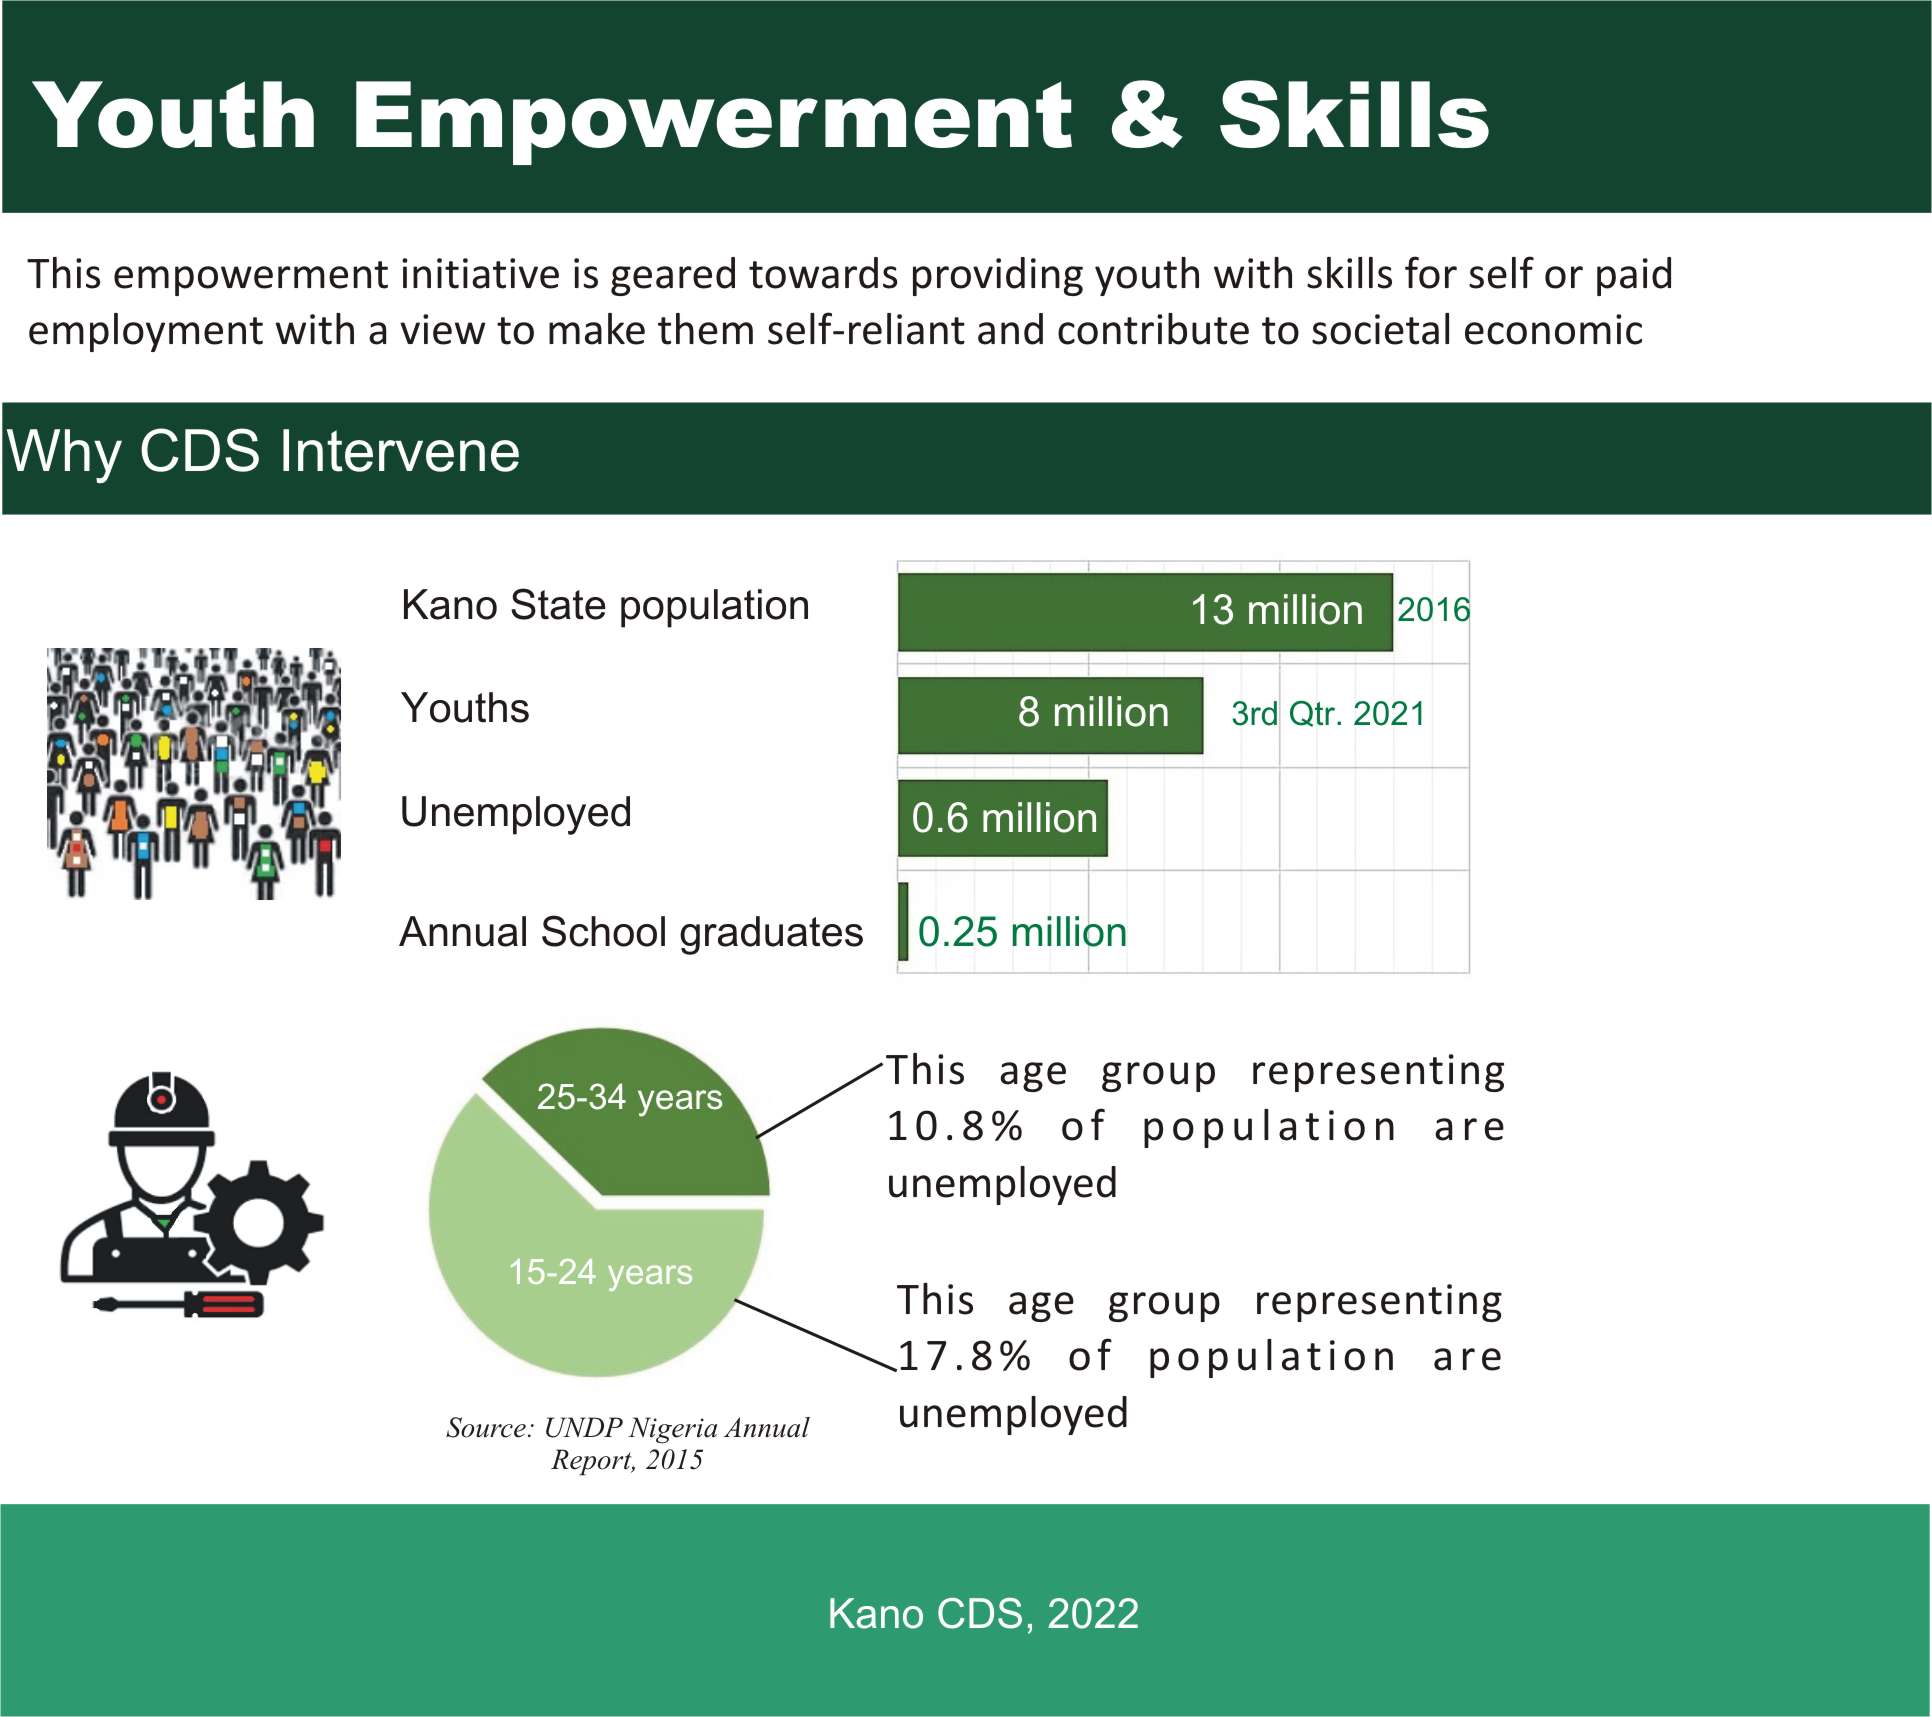 Youth Empowerment & Skills
This empowerment initiative is geared towards providing youth with skills for self or paid
employment with a view to make them self-reliant and contribute to societal economic
Why CDS Intervene
Kano State population
13 million
2016
Youths
8 million
3rd Qtr. 2021
Unemployed
0.6 million
Annual School graduates
0.25 million
25-34 years
This age group representing
10.8% of population are
unemployed
15-24 years
This age group representing
17.8% of population are
unemployed
Source: UNDP Nigeria Annual
Report, 2015
Kano CDS, 2022